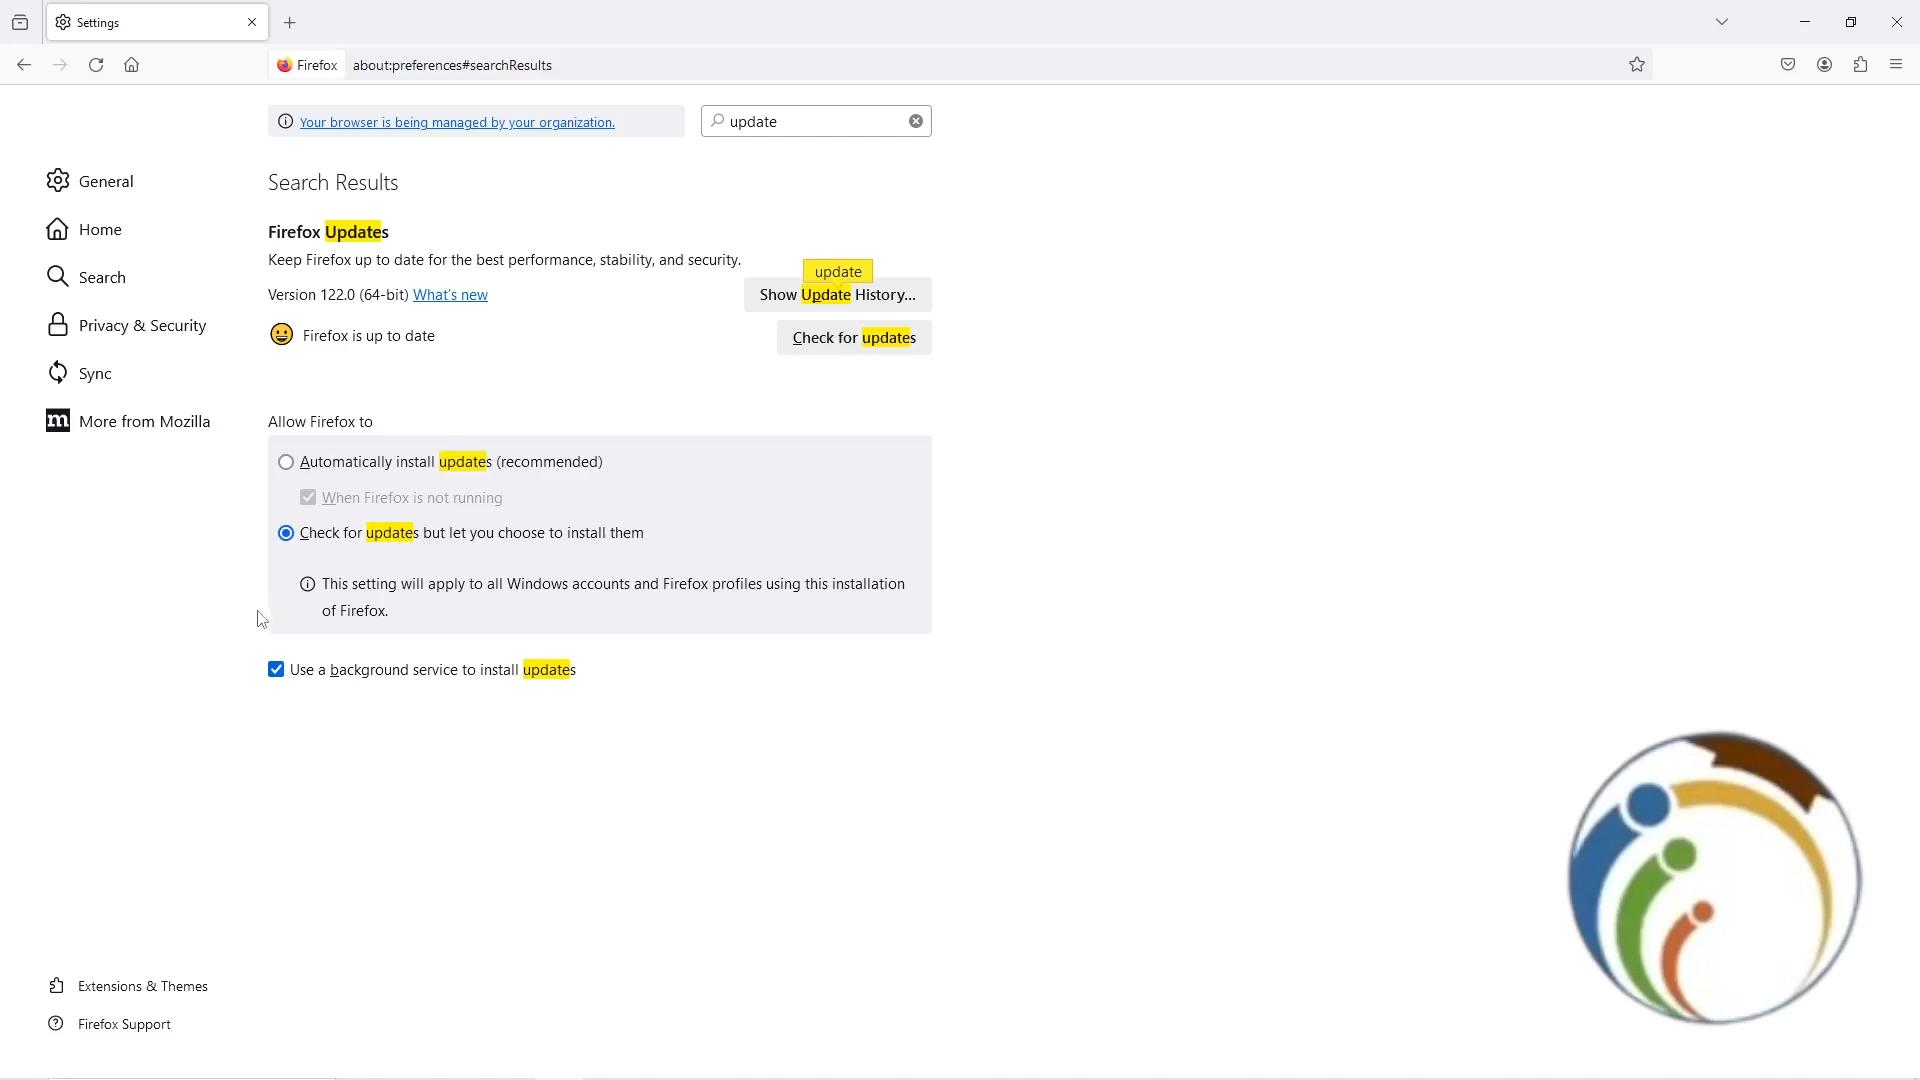 Settings
Firefox about:preferences#searchResults
Your browser is being managed by your organization.
update
General
Home
Search
Privacy & Security
Sync
More from Mozilla
Extensions & Themes
Firefox Support
Search Results
Firefox Updates
Keep Firefox up to date for the best performance, stability, and security.
update
Version 122.0 (64-bit) What's new
Show Update History...
Firefox is up to date
Check for updates
Allow Firefox to
Automatically install updates (recommended)
When Firefox is not running
Check for updates but let you choose to install them
This setting will apply to all Windows accounts and Firefox profiles using this installation
of Firefox.
Use a background service to install updates